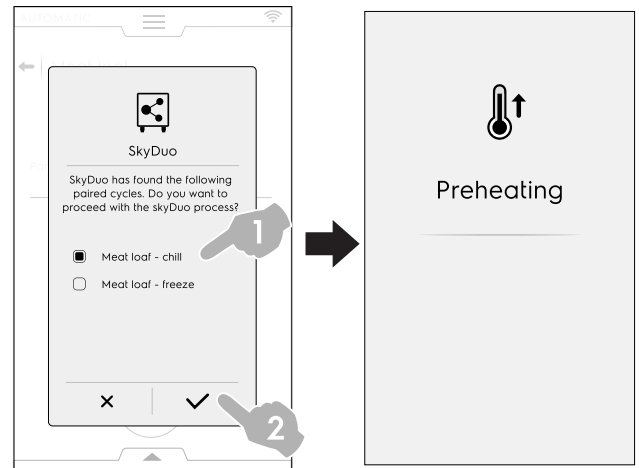 AUTOMATIC
SkyDuo
SkyDuo has found the following
paired cycles. Do you want to
proceed with the skyDuo process?
Meat loaf - chill
Meat loaf - freeze
1
2
Preheating